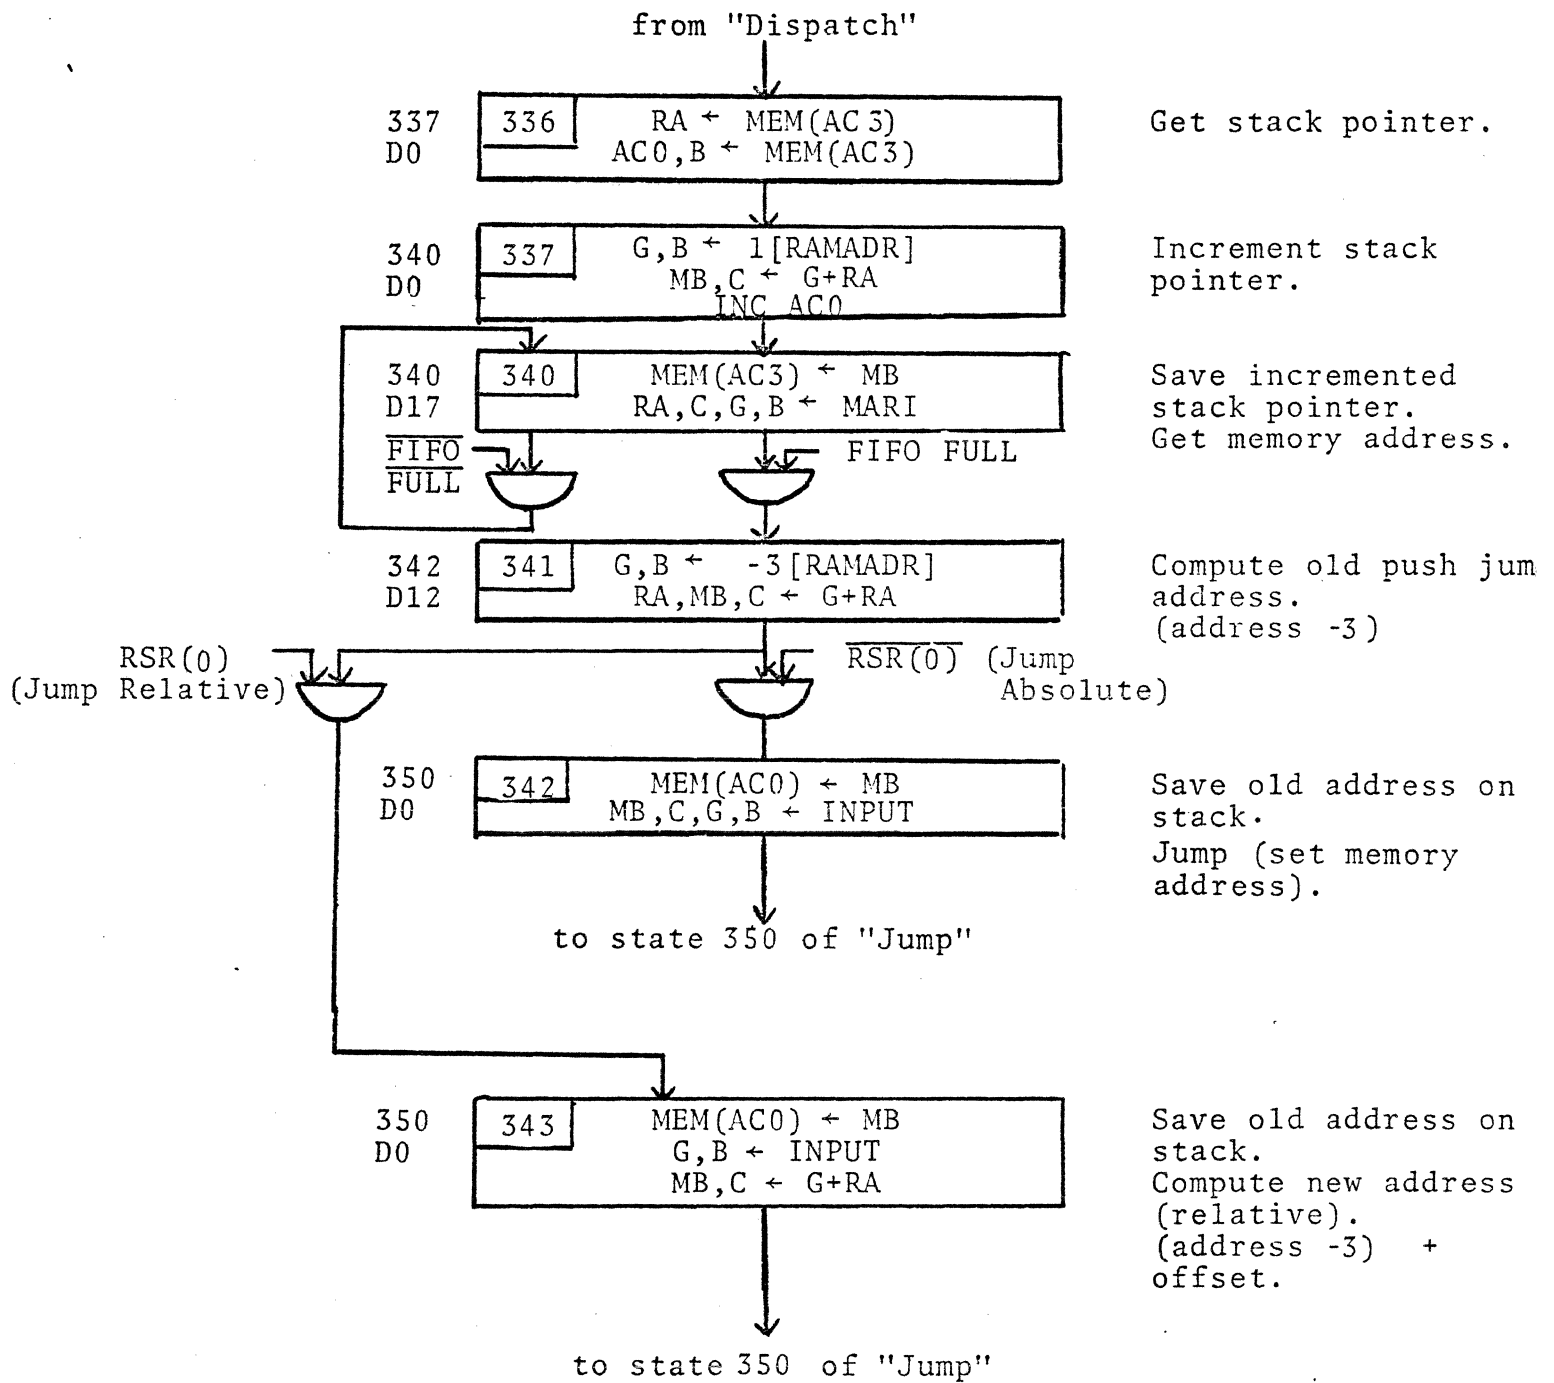 from "Dispatch"
337 336 RA ← MEM(AC3) Get stack pointer.
D0 AC0,B ← MEM(AC3)
340 337 G,B ← 1[RAMADR] Increment stack
D0 MB,C ← G+RA pointer.
INC AC0
340 340 MEM(AC3) ← MB Save incremented
D17 RA,C,G,B ← MARI stack pointer.
FIFO FIFO FULL Get memory address.
FULL
342 341 G,B ← -3[RAMADR] Compute old push jum
D12 RA,MB,C ← G+RA address.
(address -3)
RSR(0) RSR(0) (Jump
(Jump Relative) Absolute)
350 342 MEM(AC0) ← MB Save old address on
D0 MB,C,G,B ← INPUT stack.
Jump (set memory
address).
to state 350 of "Jump"
350 343 MEM(AC0) ← MB Save old address on
D0 G,B ← INPUT stack.
MB,C ← G+RA Compute new address
(relative).
(address -3) +
offset.
to state 350 of "Jump"